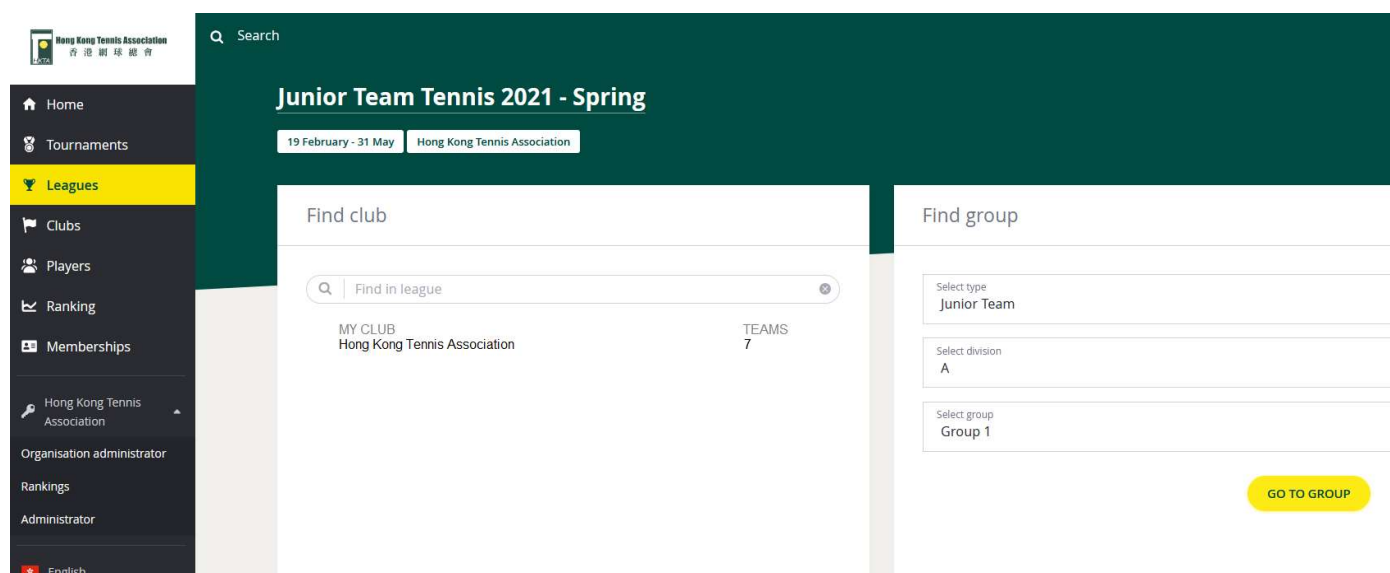 Hong Kong Tennis Association
香港網球總會
HKTA
Search
Home
Tournaments
Leagues
Clubs
Players
Ranking
Memberships
Hong Kong Tennis
Association
Organisation administrator
Rankings
Administrator
English
Junior Team Tennis 2021 - Spring
19 February - 31 May
Hong Kong Tennis Association
Find club
Find in league
MY CLUB TEAMS
Hong Kong Tennis Association 7
Find group
Select type
Junior Team
Select division
A
Select group
Group 1
GO TO GROUP